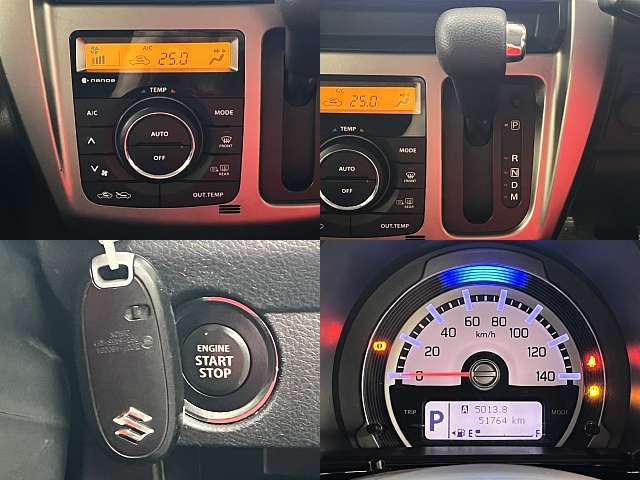 A/C
25.0
nanoe
TEMP
A/C
AUTO
MODE
OFF
FRONT
REAR
OUT.TEMP
A/C
25.0
TEMP
AUTO
MODE
OFF
FRONT
REAR
OUT.TEMP
P
R
N
D
M
ENGINE
START
STOP
0 20 40 60 80 100 120 140
km/h
TRIP
MODE
P
A 5013.8
51764 km
E F